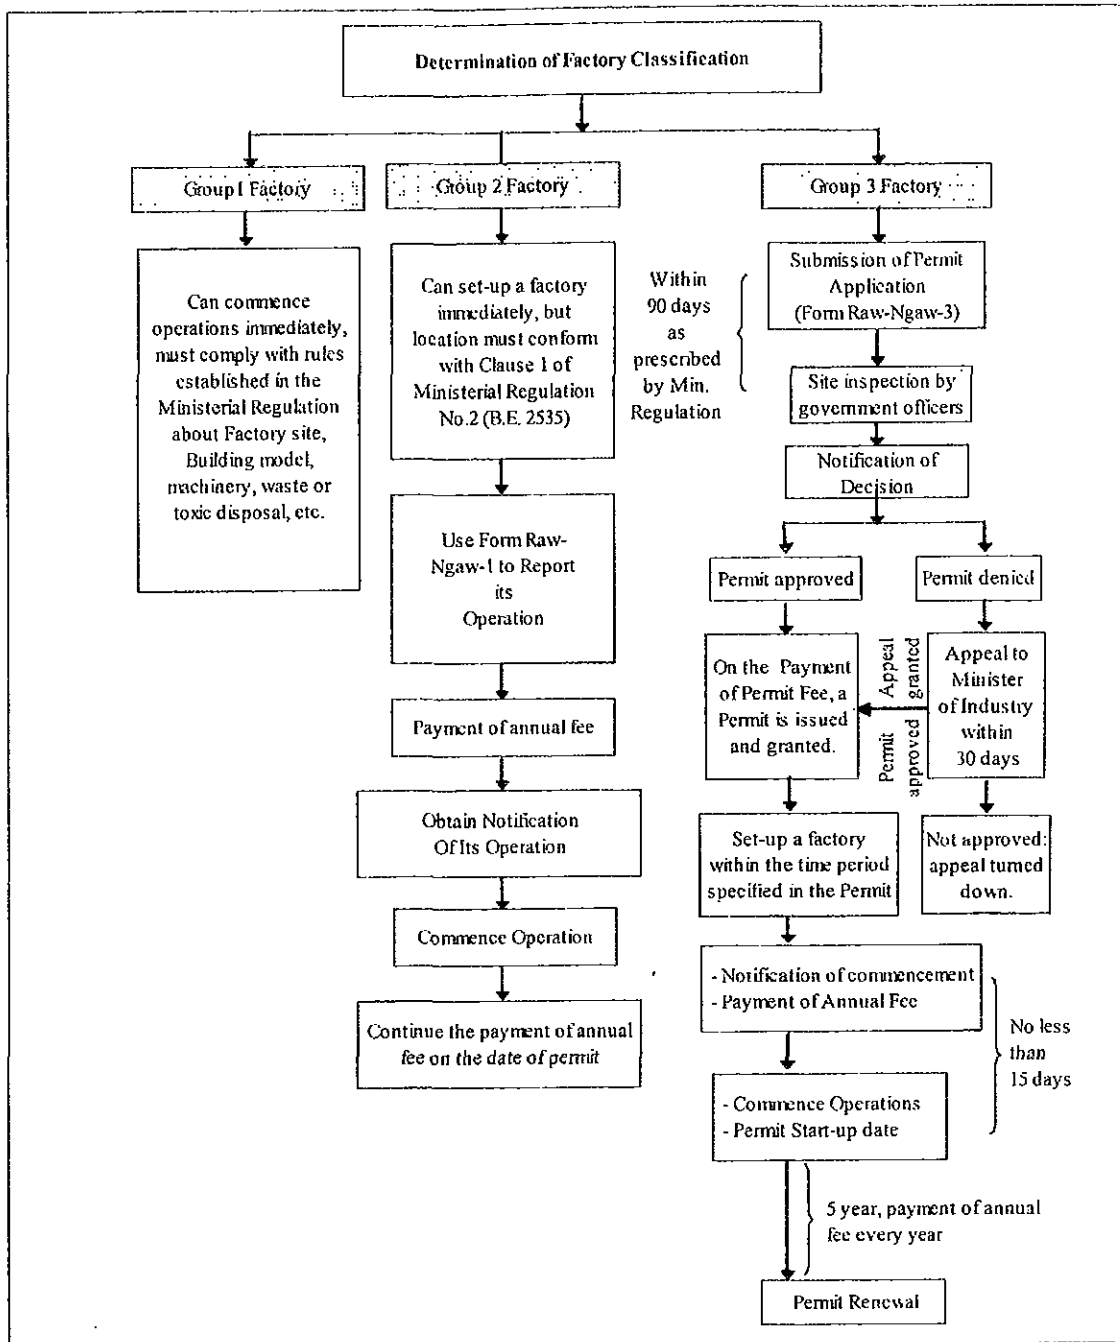 Determination of Factory Classification
Group 1 Factory
Can commence
operations immediately,
must comply with rules
established in the
Ministerial Regulation
about Factory site,
Building model,
machinery, waste or
toxic disposal, etc.
Group 2 Factory
Can set-up a factory
immediately, but
location must conform
with Clause 1 of
Ministerial Regulation
No.2 (B.E. 2535)
Use Form Raw-
Ngaw-1 to Report
its
Operation
Payment of annual fee
Obtain Notification
Of Its Operation
Commence Operation
Continue the payment of annual
fee on the date of permit
Group 3 Factory
Within
90 days
as
prescribed
by Min.
Regulation
Submission of Permit
Application
(Form Raw-Ngaw-3)
Site inspection by
government officers
Notification of
Decision
Permit approved
Permit denied
On the Payment
of Permit Fee, a
Permit is issued
and granted.
Appeal
granted
Permit
approved
Appeal to
Minister
of Industry
within
30 days
Set-up a factory
within the time period
specified in the Permit
Not approved:
appeal turned
down.
- Notification of commencement
- Payment of Annual Fee
No less
than
15 days
- Commence Operations
- Permit Start-up date
5 year, payment of annual
fee every year
Permit Renewal